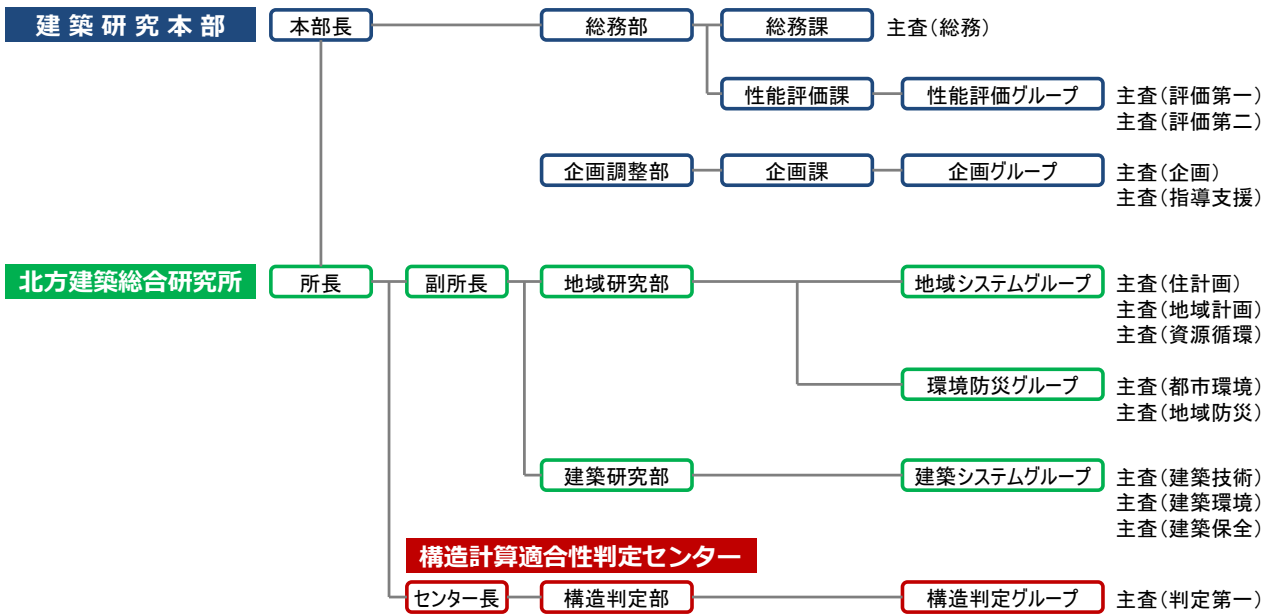 建築研究本部 本部長 総務部 総務課 主査(総務)
性能評価課 性能評価グループ 主査(評価第一)
主査(評価第二)
企画調整部 企画課 企画グループ 主査(企画)
主査(指導支援)
北方建築総合研究所 所長 副所長 地域研究部 地域システムグループ 主査(住計画)
主査(地域計画)
主査(資源循環)
環境防災グループ 主査(都市環境)
主査(地域防災)
建築研究部 建築システムグループ 主査(建築技術)
主査(建築環境)
主査(建築保全)
構造計算適合性判定センター
センター長 構造判定部 構造判定グループ 主査(判定第一)